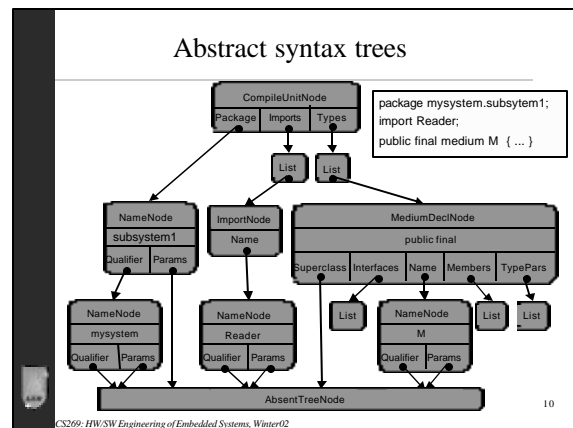 Abstract syntax trees
CompileUnitNode
Package Imports Types
package mysystem.subsytem1;
import Reader;
public final medium M { ... }
List List
NameNode
subsystem1
Qualifier Params
ImportNode
Name
MediumDeclNode
public final
Superclass Interfaces Name Members TypePars
NameNode
mysystem
Qualifier Params
NameNode
Reader
Qualifier Params
List
NameNode
M
Qualifier Params
List List
AbsentTreeNode
10
CS269: HW/SW Engineering of Embedded Systems, Winter02